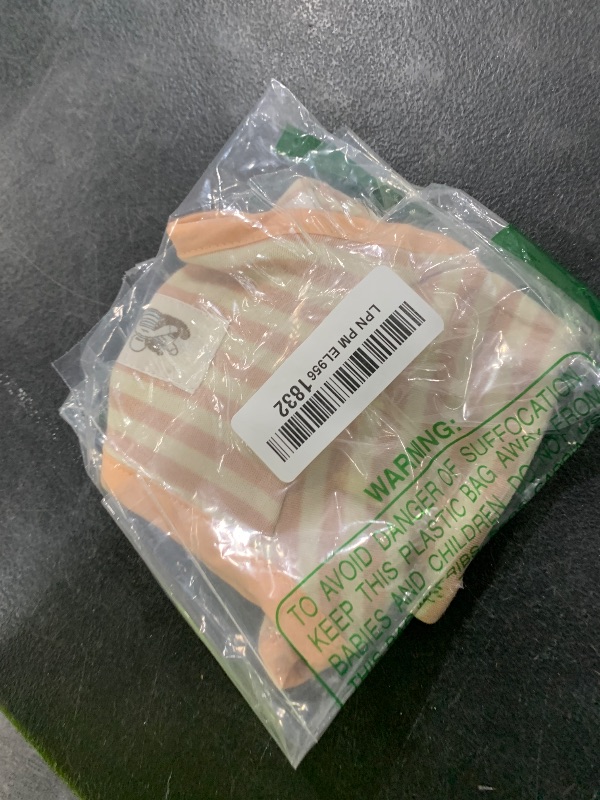 LPN PM EL956 1832
WARNING:
TO AVOID DANGER OF SUFFOCATION
KEEP THIS PLASTIC BAG AWAY FROM
BABIES AND CHILDREN. DO NOT
THIS